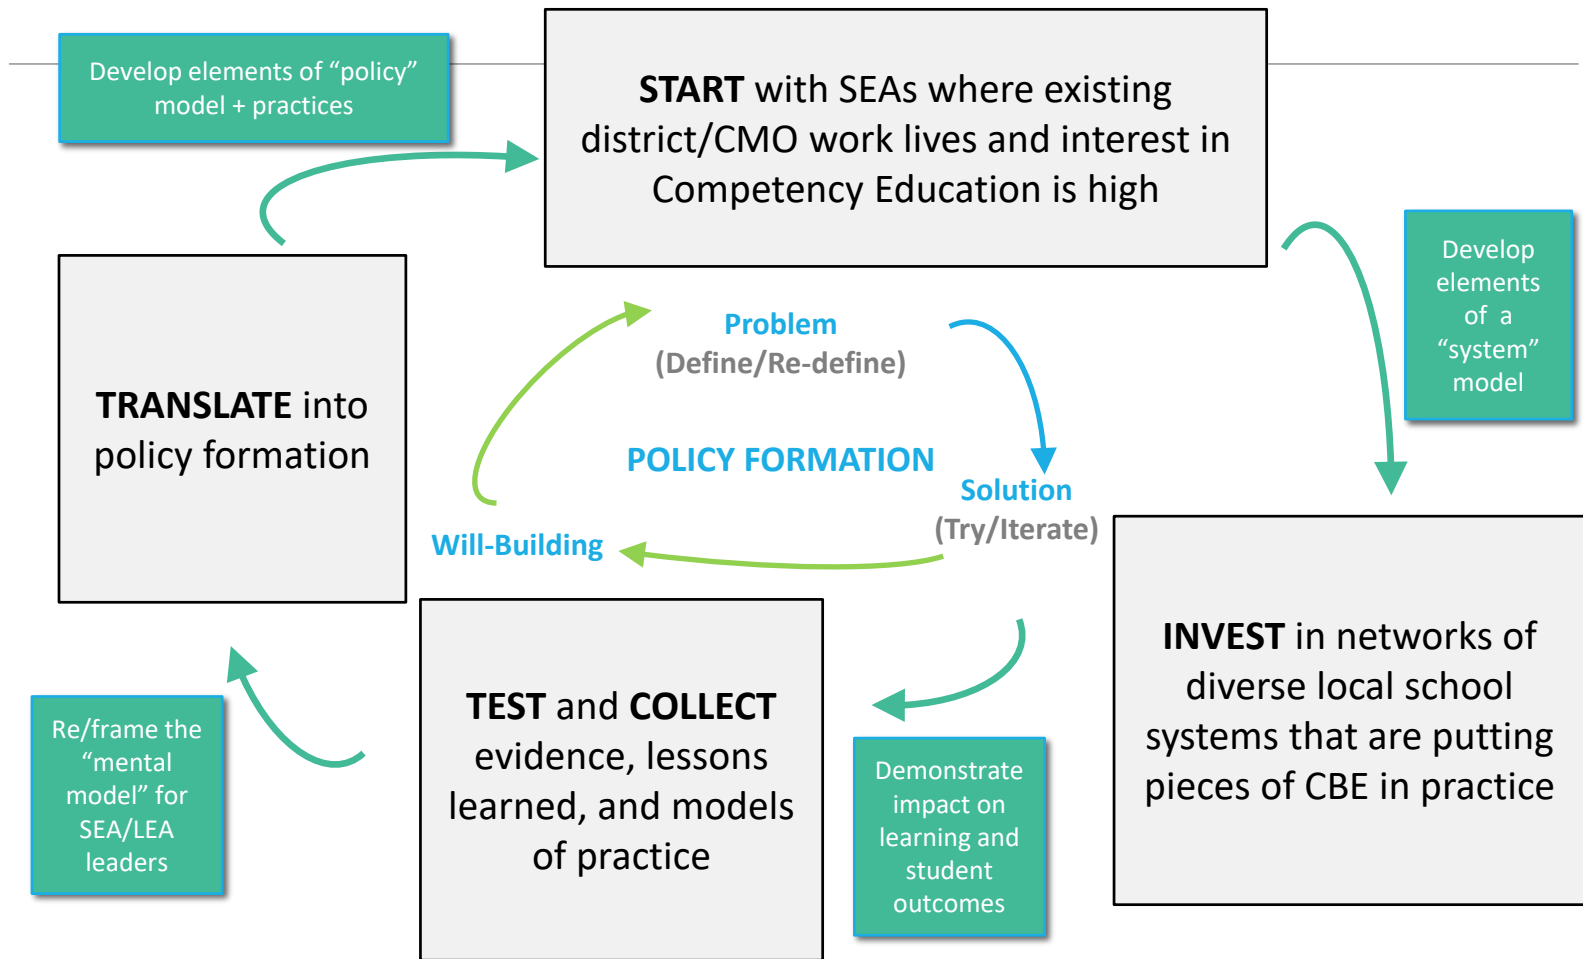 Develop elements of “policy”
model + practices
START with SEAs where existing
district/CMO work lives and interest in
Competency Education is high
Develop
elements
of a
“system”
model
Problem
(Define/Re-define)
TRANSLATE into
policy formation
POLICY FORMATION
Solution
(Try/Iterate)
Will-Building
INVEST in networks of
diverse local school
systems that are putting
pieces of CBE in practice
TEST and COLLECT
evidence, lessons
learned, and models
of practice
Demonstrate
impact on
learning and
student
outcomes
Re/frame the
“mental
model” for
SEA/LEA
leaders